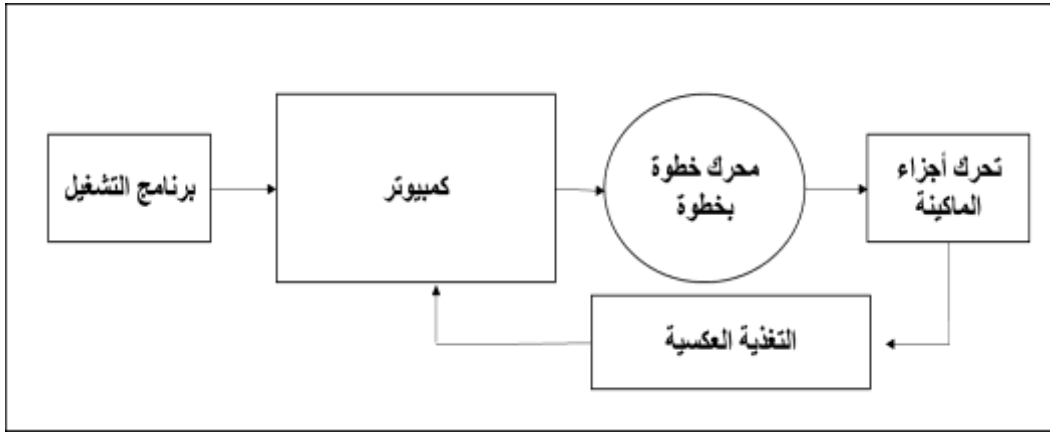 برنامج التشغيل
كمبيوتر
محرك خطوة
بخطوة
تحرك أجزاء
الماكينة
التغذية العكسية